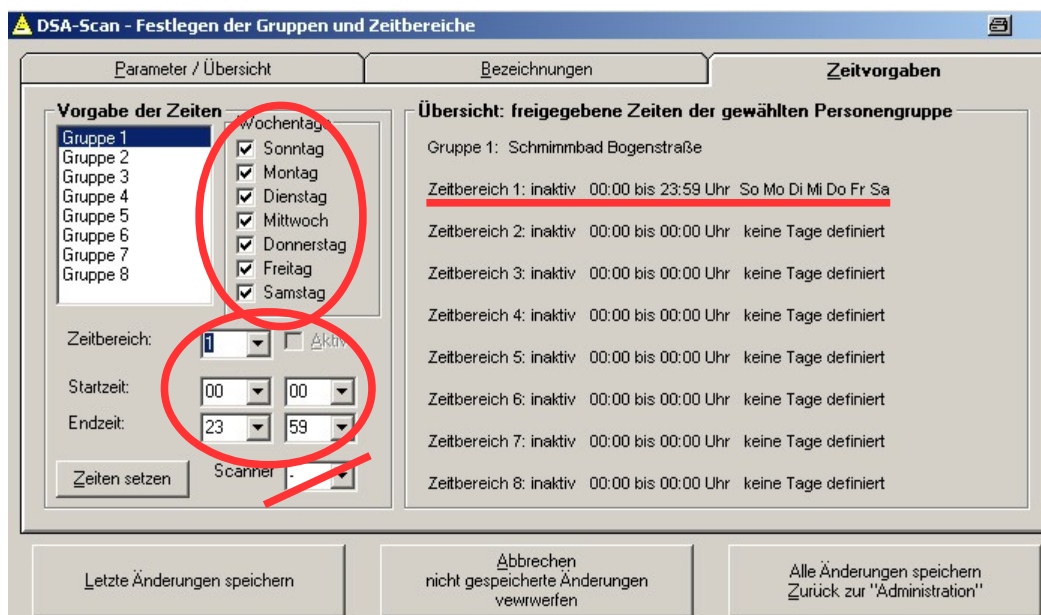 DSA-Scan - Festlegen der Gruppen und Zeitbereiche
Parameter / Übersicht
Bezeichnungen
Zeitvorgaben
Vorgabe der Zeiten
Gruppe 1
Gruppe 2
Gruppe 3
Gruppe 4
Gruppe 5
Gruppe 6
Gruppe 7
Gruppe 8
Wochentage
Sonntag
Montag
Dienstag
Mittwoch
Donnerstag
Freitag
Samstag
Zeitbereich: 1 Aktiv
Startzeit: 00 00
Endzeit: 23 59
Zeiten setzen Scanner -
Übersicht: freigegebene Zeiten der gewählten Personengruppe
Gruppe 1: Schmimmbad Bogenstraße
Zeitbereich 1: inaktiv 00:00 bis 23:59 Uhr So Mo Di Mi Do Fr Sa
Zeitbereich 2: inaktiv 00:00 bis 00:00 Uhr keine Tage definiert
Zeitbereich 3: inaktiv 00:00 bis 00:00 Uhr keine Tage definiert
Zeitbereich 4: inaktiv 00:00 bis 00:00 Uhr keine Tage definiert
Zeitbereich 5: inaktiv 00:00 bis 00:00 Uhr keine Tage definiert
Zeitbereich 6: inaktiv 00:00 bis 00:00 Uhr keine Tage definiert
Zeitbereich 7: inaktiv 00:00 bis 00:00 Uhr keine Tage definiert
Zeitbereich 8: inaktiv 00:00 bis 00:00 Uhr keine Tage definiert
Letzte Änderungen speichern
Abbrechen
nicht gespeicherte Änderungen
vewrwerfen
Alle Änderungen speichern
Zurück zur "Administration"